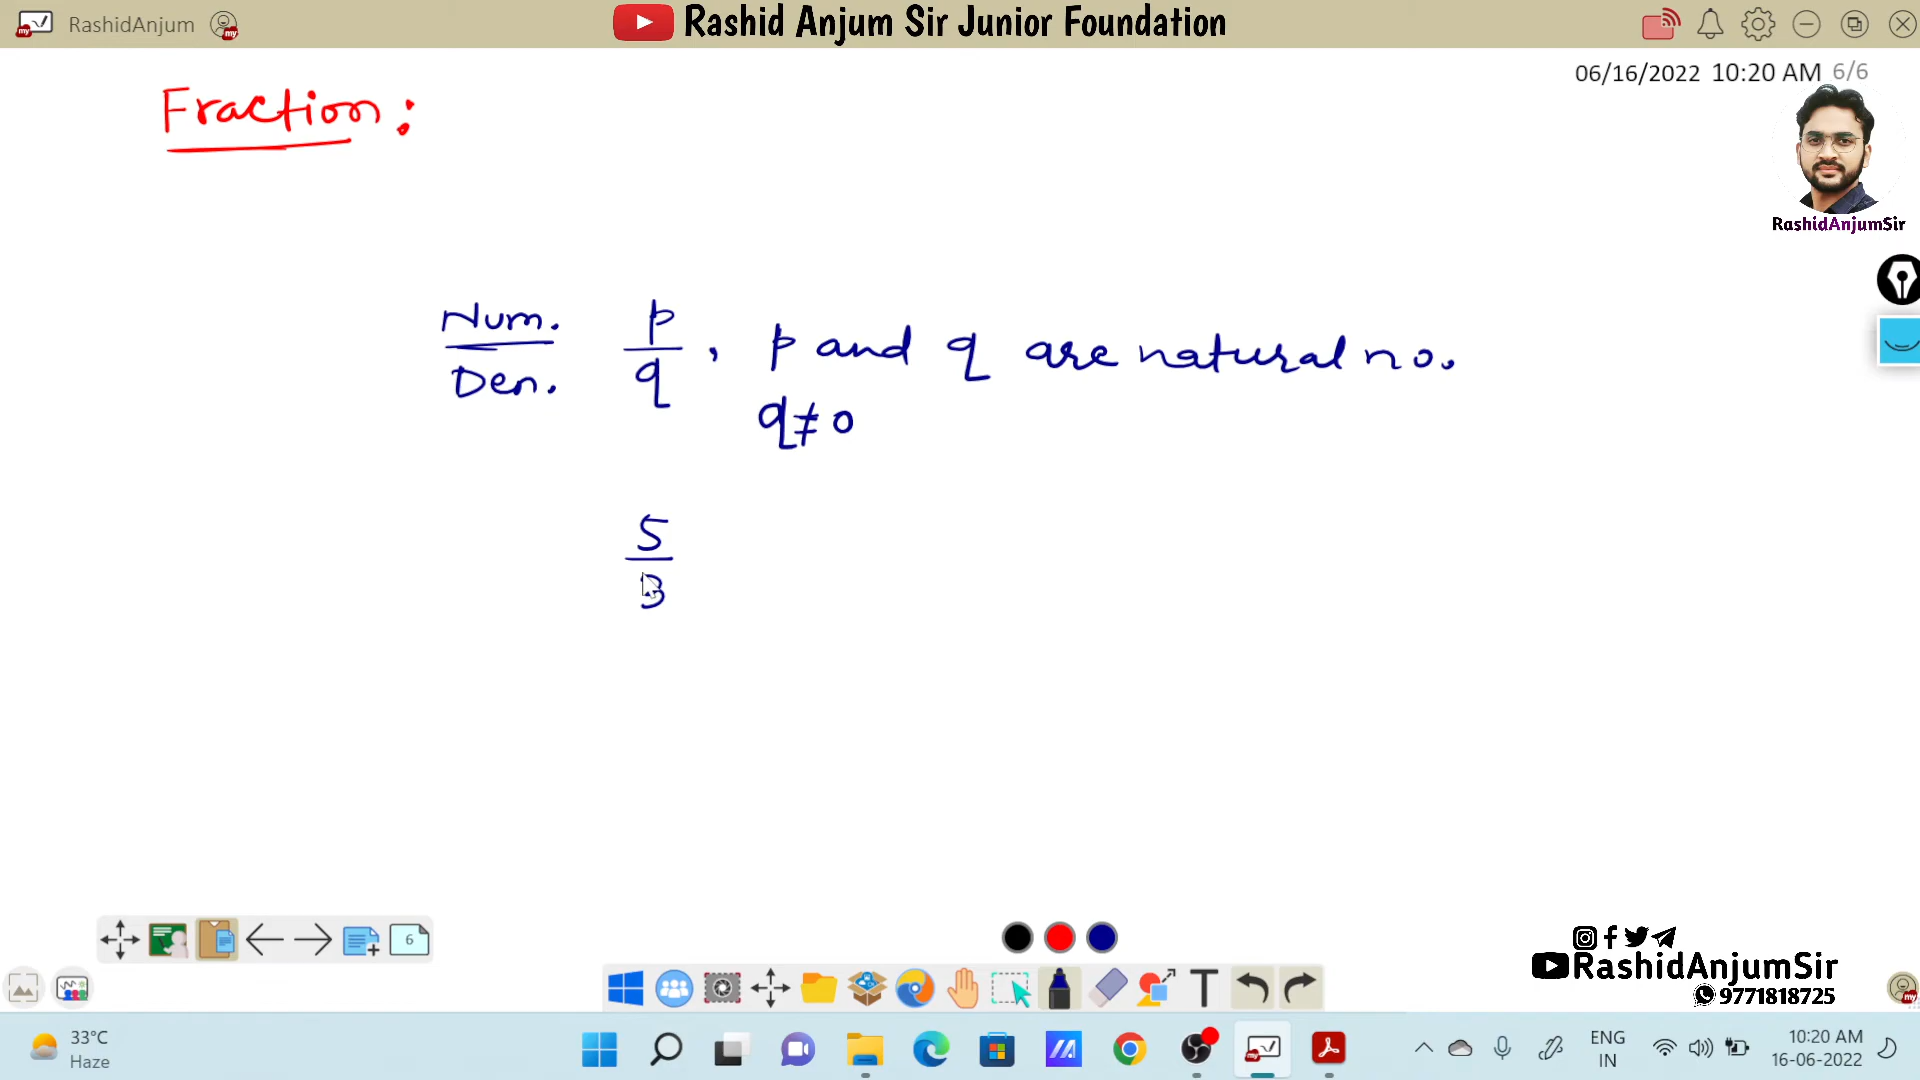 RashidAnjum
Rashid Anjum Sir Junior Foundation
06/16/2022 10:20 AM 6/6
Fraction:
RashidAnjumSir
Num. p , p and q are natural no.
Den. q
q≠0
5
3
6
RashidAnjumSir
9771818725
33°C
Haze
ENG
IN
10:20 AM
16-06-2022